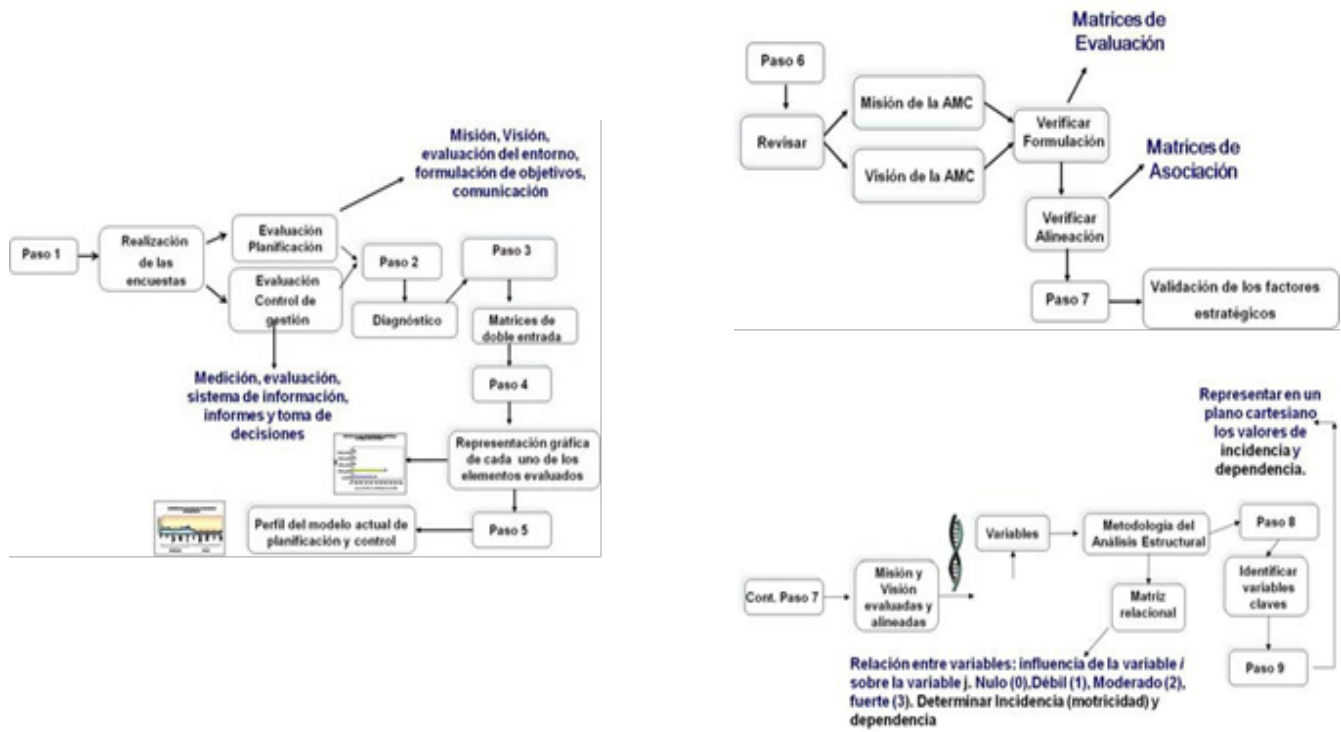 Misión, Visión,
evaluación del entorno,
formulación de objetivos,
comunicación
Paso 1
Realización
de las
encuestas
Evaluación
Planificación
Evaluación
Control de
gestión
Paso 2
Diagnóstico
Paso 3
Matrices de
doble entrada
Paso 4
Medición, evaluación,
sistema de información,
informes y toma de
decisiones
Representación gráfica
de cada uno de los
elementos evaluados
Paso 5
Perfil del modelo actual de
planificación y control
Matrices de
Evaluación
Paso 6
Revisar
Misión de la AMC
Visión de la AMC
Verificar
Formulación
Matrices de
Asociación
Verificar
Alineación
Paso 7
Validación de los factores
estratégicos
Representar en un
plano cartesiano
los valores de
incidencia y
dependencia.
Cont. Paso 7
Misión y
Visión
evaluadas y
alineadas
Variables
Metodología del
Análisis Estructural
Paso 8
Matriz
relacional
Identificar
variables
claves
Paso 9
Relación entre variables: influencia de la variable i
sobre la variable j. Nulo (0),Débil (1), Moderado (2),
fuerte (3). Determinar Incidencia (motricidad) y
dependencia